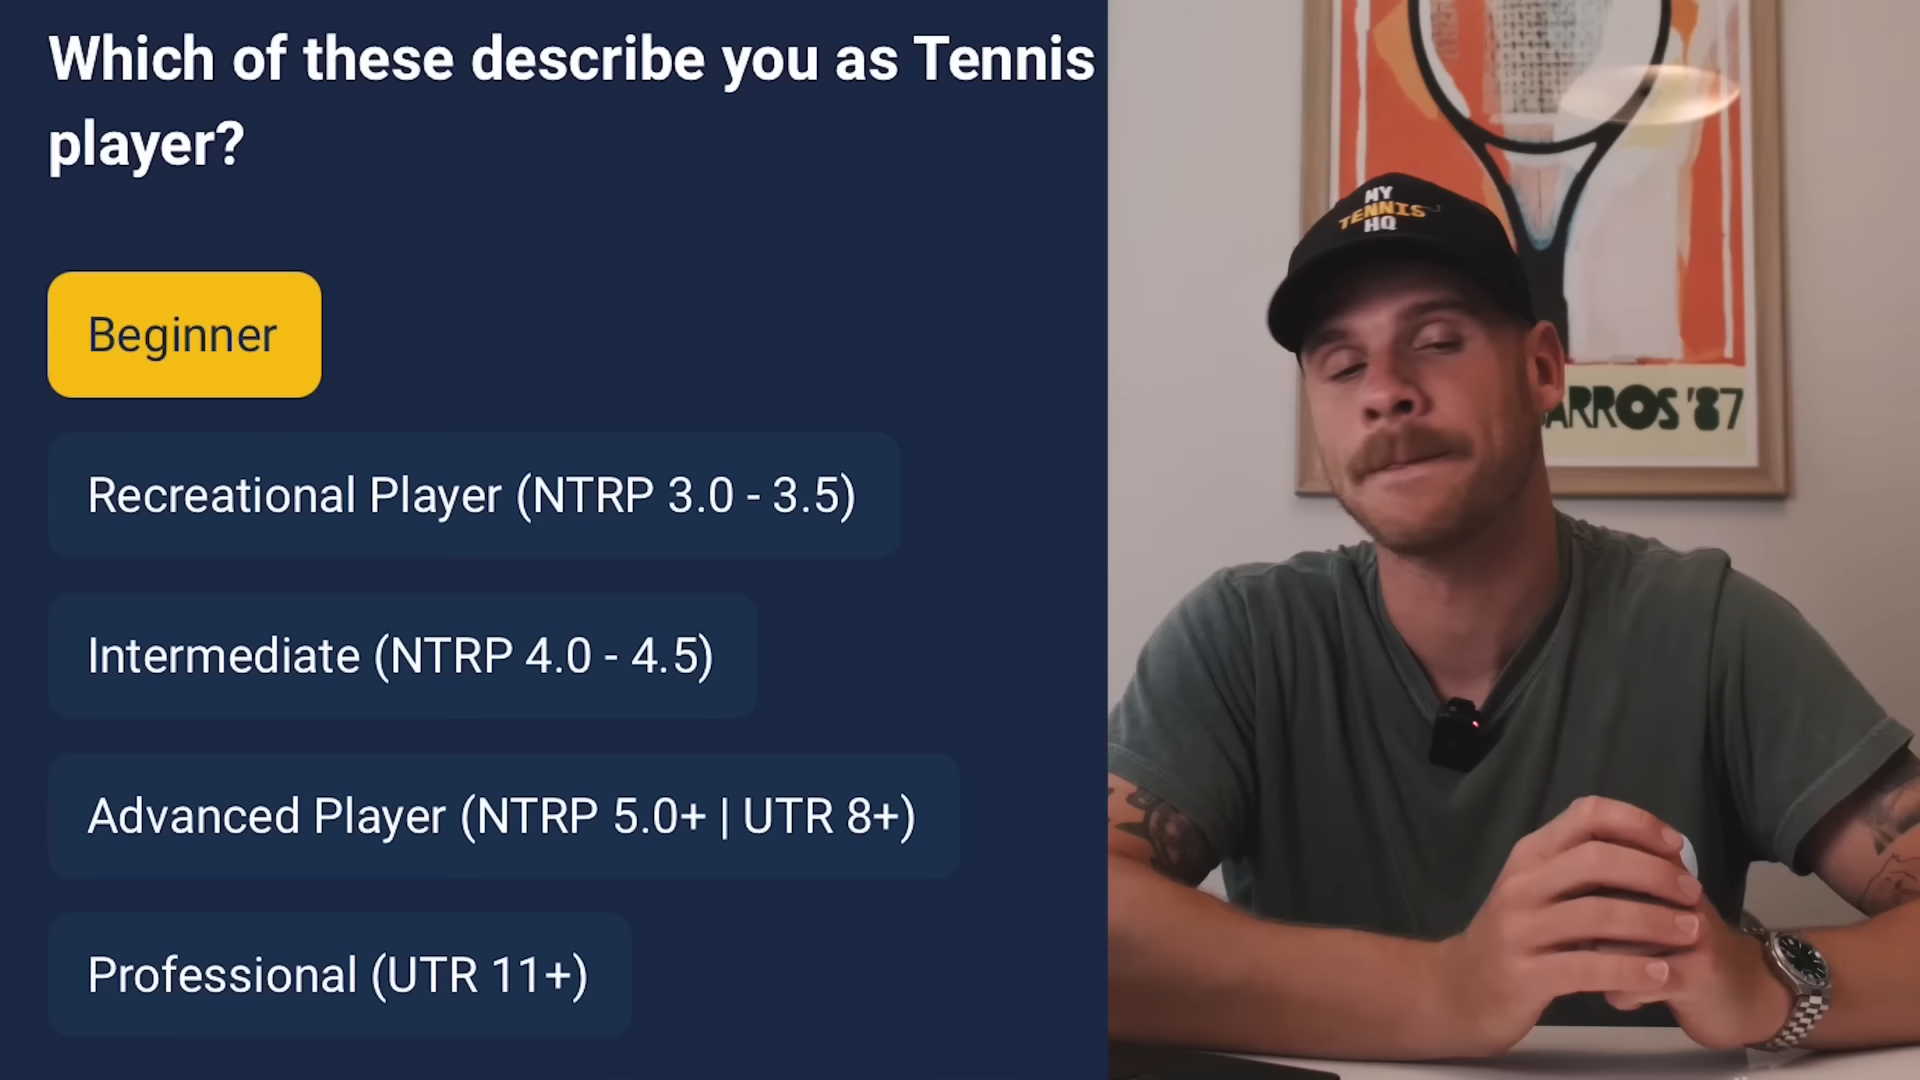 Which of these describe you as Tennis
player?
Beginner
Recreational Player (NTRP 3.0 - 3.5)
Intermediate (NTRP 4.0 - 4.5)
Advanced Player (NTRP 5.0+ | UTR 8+)
Professional (UTR 11+)
MY
TENNIS
HQ
ARROS '87